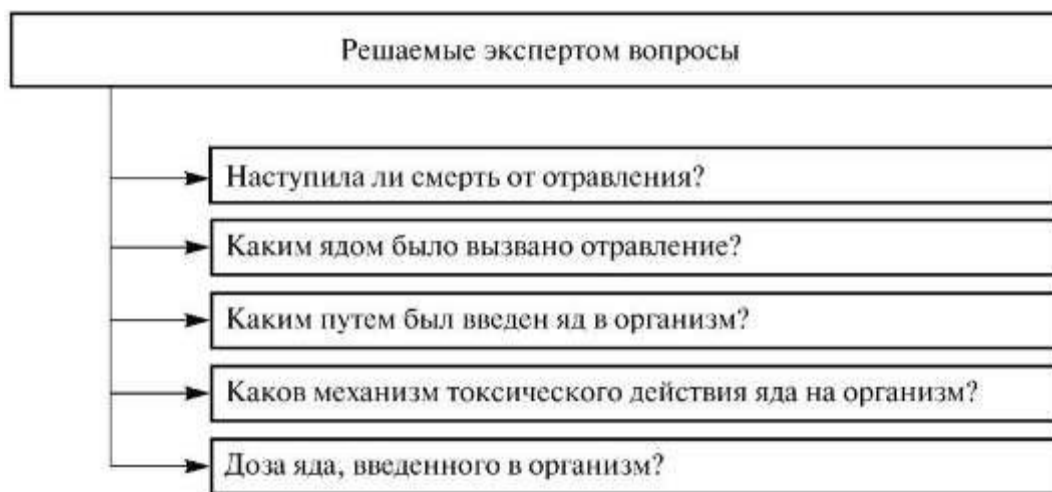 Решаемые экспертом вопросы
Наступила ли смерть от отравления?
Каким ядом было вызвано отравление?
Каким путем был введен яд в организм?
Каков механизм токсического действия яда на организм?
Доза яда, введенного в организм?